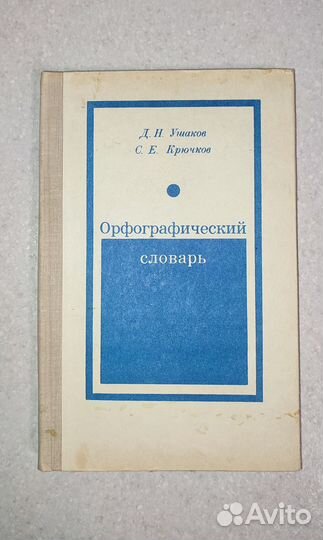 Д. Н. Ушаков
С. Е. Крючков
Орфографический
словарь
Avito